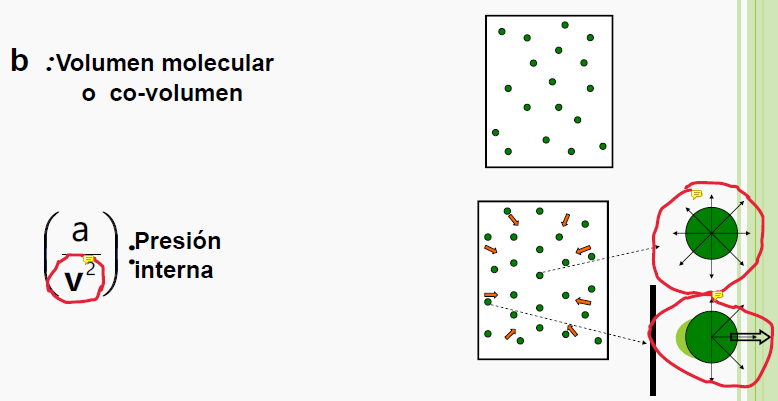 b :Volumen molecular
o co-volumen
(a/v²) :Presión
interna